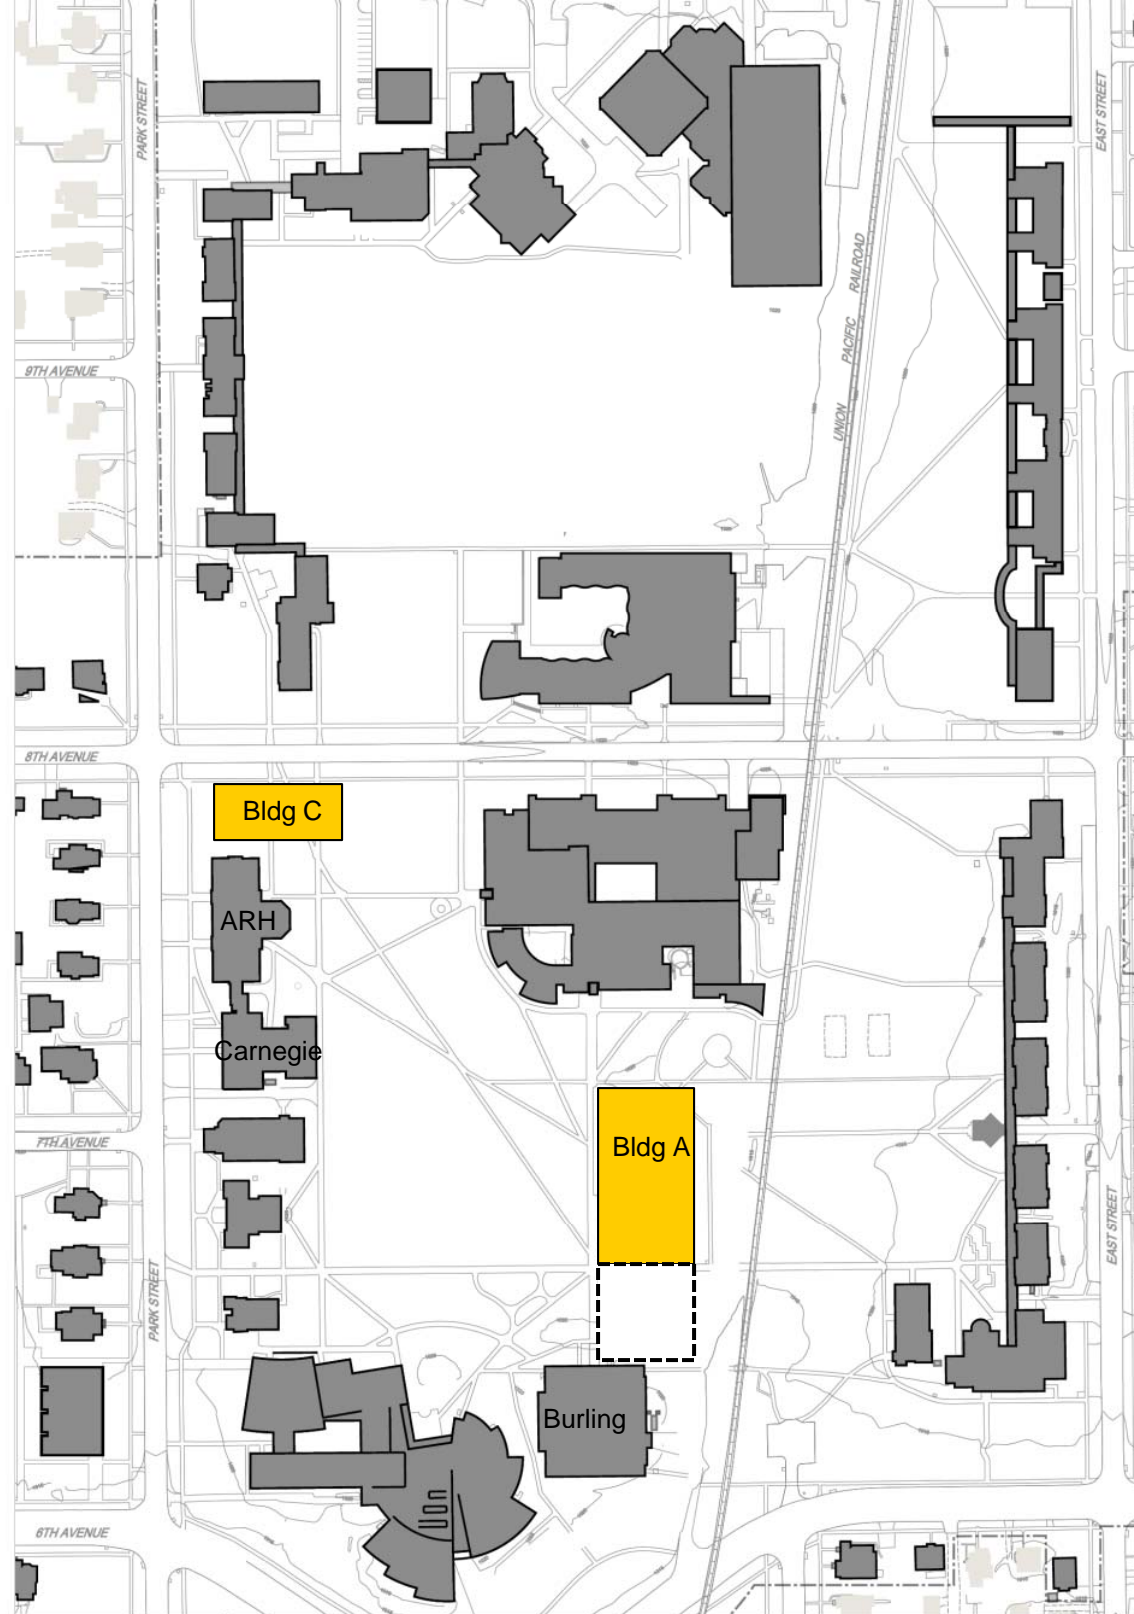 PARK STREET
EAST STREET
UNION PACIFIC RAILROAD
9TH AVENUE
8TH AVENUE
Bldg C
ARH
Carnegie
7TH AVENUE
Bldg A
EAST STREET
PARK STREET
Burling
6TH AVENUE